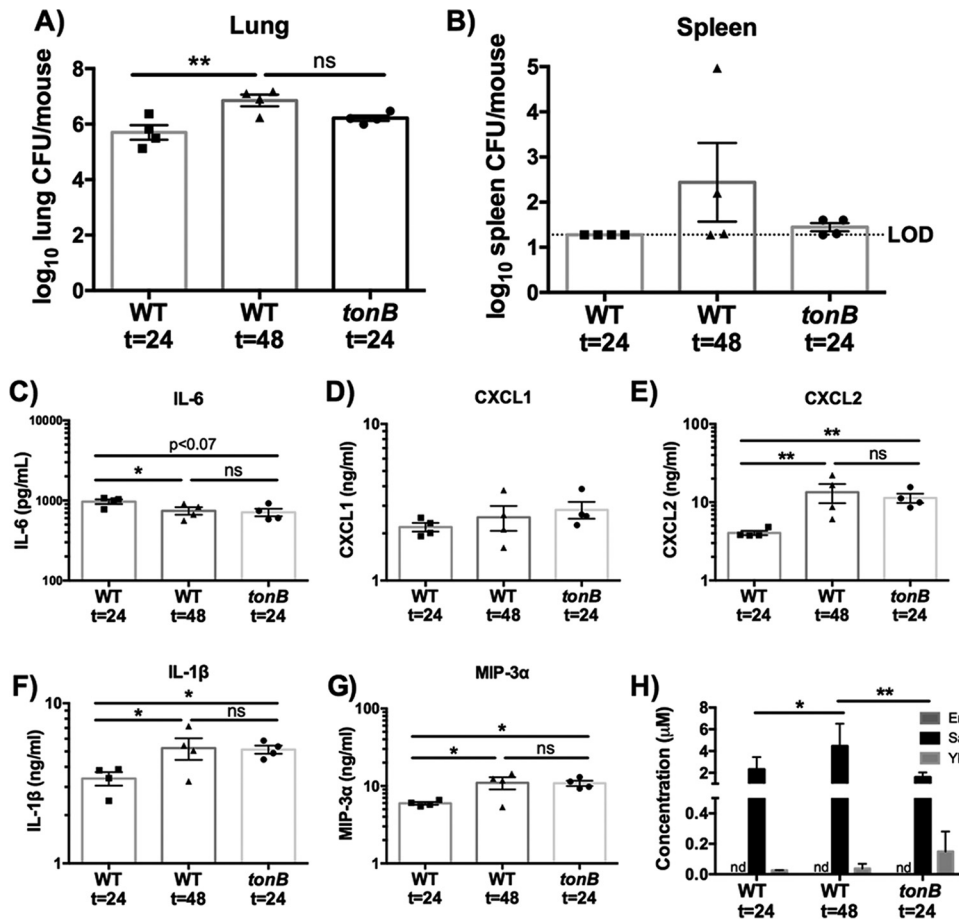 A)
Lung
log10 lung CFU/mouse
8
6
4
2
0
**
ns
WT
t=24
WT
t=48
tonB
t=24
B)
Spleen
log10 spleen CFU/mouse
5
4
3
2
1
0
LOD
WT
t=24
WT
t=48
tonB
t=24
C)
IL-6
IL-6 (pg/mL)
10000
1000
100
p<0.07
*
ns
WT
t=24
WT
t=48
tonB
t=24
D)
CXCL1
CXCL1 (ng/ml)
10
1
WT
t=24
WT
t=48
tonB
t=24
E)
CXCL2
CXCL2 (ng/ml)
100
10
1
**
**
ns
WT
t=24
WT
t=48
tonB
t=24
F)
IL-1β
IL-1β (ng/ml)
10
1
*
*
ns
WT
t=24
WT
t=48
tonB
t=24
G)
MIP-3α
MIP-3α (ng/ml)
100
10
1
*
*
ns
WT
t=24
WT
t=48
tonB
t=24
H)
Concentration (μM)
8
6
4
2
0.4
0.2
0.0
*
**
nd
nd
nd
WT
t=24
WT
t=48
tonB
t=24
Sa